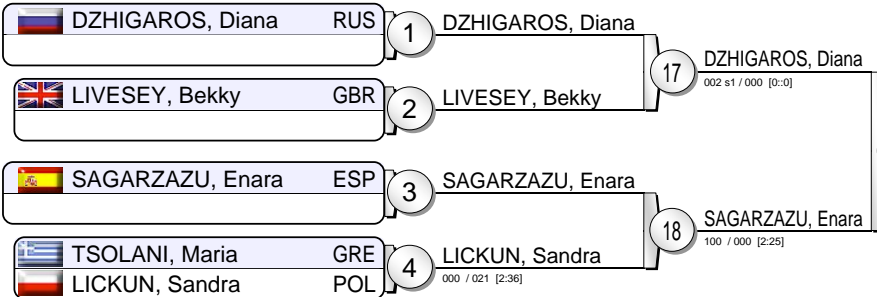 DZHIGAROS, Diana RUS
1
DZHIGAROS, Diana
17
DZHIGAROS, Diana
002 s1 / 000 [0::0]
LIVESEY, Bekky GBR
2
LIVESEY, Bekky
SAGARZAZU, Enara ESP
3
SAGARZAZU, Enara
18
SAGARZAZU, Enara
100 / 000 [2:25]
TSOLANI, Maria GRE
LICKUN, Sandra POL
4
LICKUN, Sandra
000 / 021 [2:36]